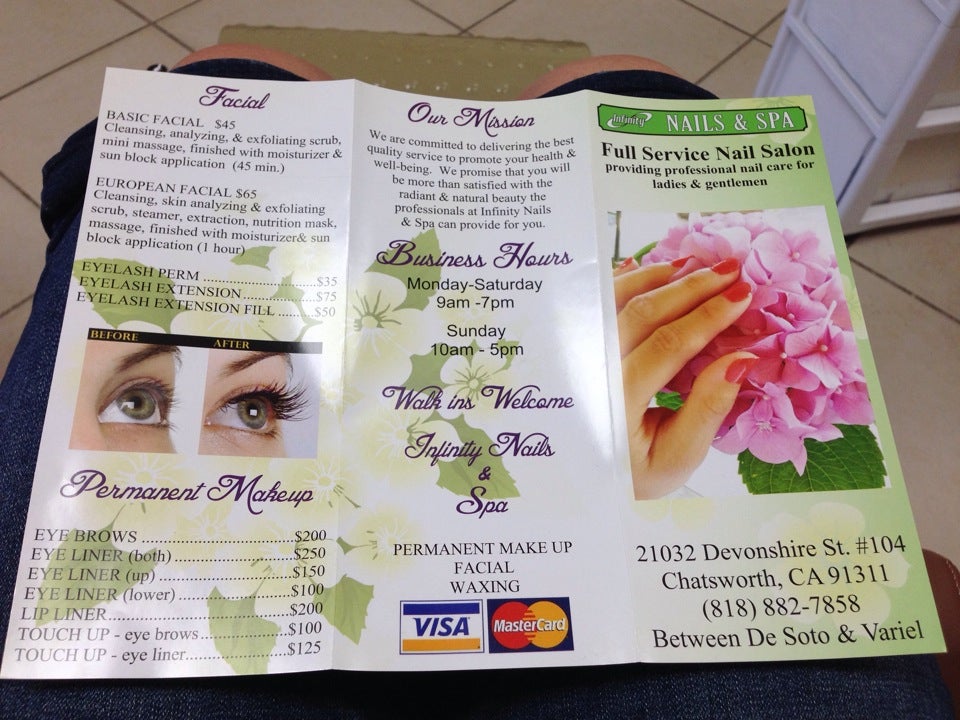 Facial
BASIC FACIAL $45
Cleansing, analyzing, & exfoliating scrub,
mini massage, finished with moisturizer &
sun block application (45 min.)
EUROPEAN FACIAL $65
Cleansing, skin analyzing & exfoliating
scrub, steamer, extraction, nutrition mask,
massage, finished with moisturizer& sun
block application (1 hour)
EYELASH PERM ........................$35
EYELASH EXTENSION.............$75
EYELASH EXTENSION FILL .........$50
BEFORE AFTER
Permanent Makeup
EYE BROWS ........................$200
EYE LINER (both) ...................$250
EYE LINER (up) .....................$150
EYE LINER (lower) ..................$100
LIP LINER...........................$200
TOUCH UP - eye brows..............$100
TOUCH UP - eye liner...............$125
Our Mission
We are committed to delivering the best
quality service to promote your health &
well-being. We promise that you will
be more than satisfied with the
radiant & natural beauty the
professionals at Infinity Nails
& Spa can provide for you.
Business Hours
Monday-Saturday
9am -7pm
Sunday
10am - 5pm
Walk ins Welcome
Infinity Nails
&
Spa
PERMANENT MAKE UP
FACIAL
WAXING
VISA MasterCard
Infinity NAILS & SPA
Full Service Nail Salon
providing professional nail care for
ladies & gentlemen
21032 Devonshire St. #104
Chatsworth, CA 91311
(818) 882-7858
Between De Soto & Variel